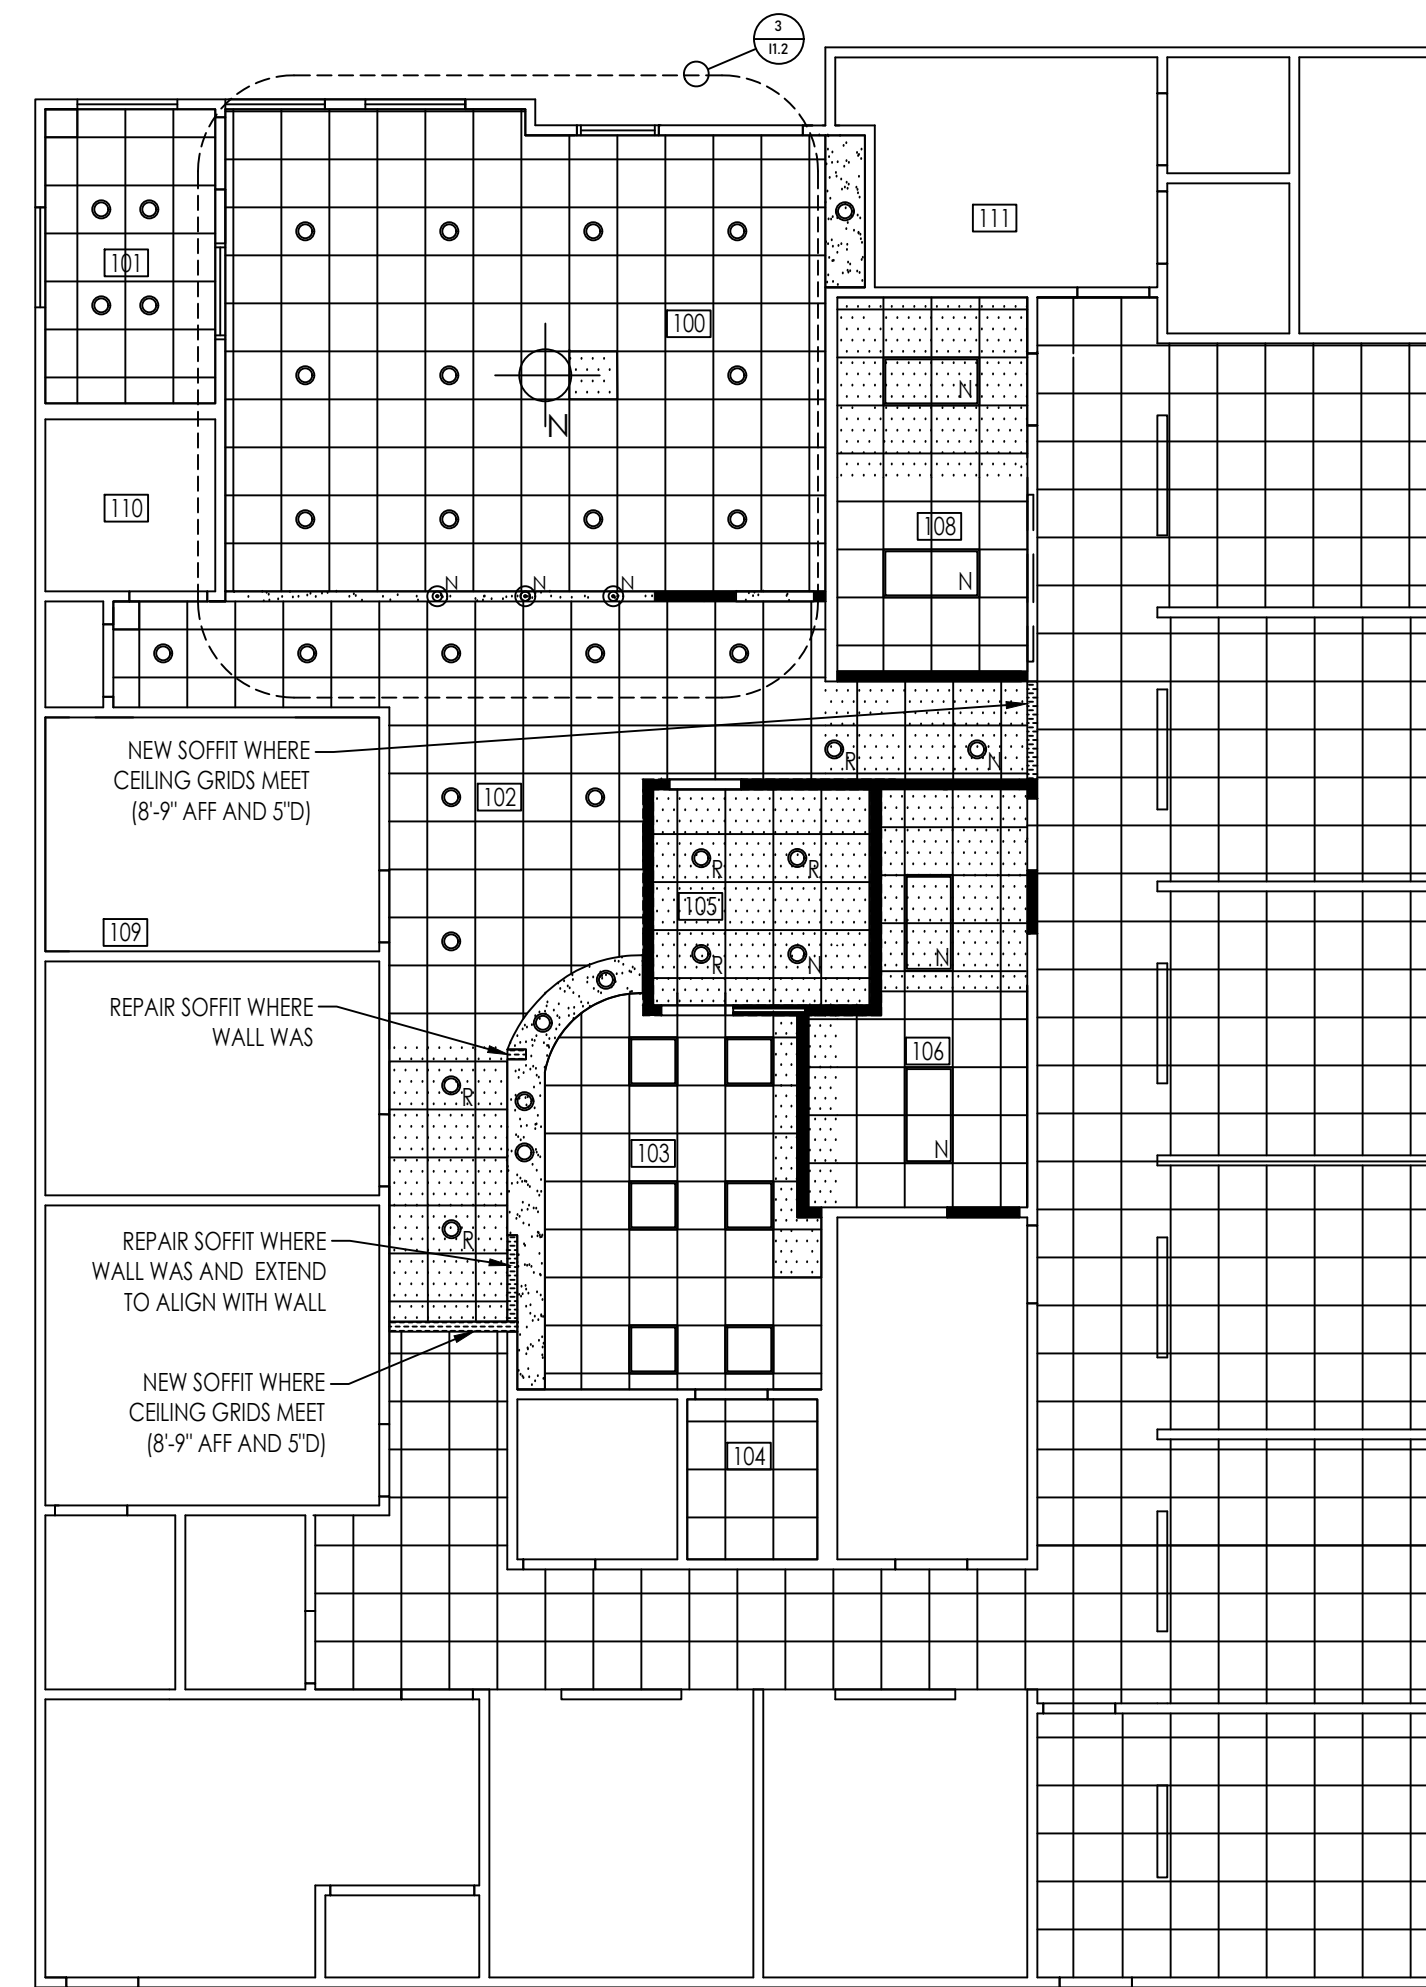 3
I1.2
111
101
100
N
N
110
108
N
N
N
N
NEW SOFFIT WHERE
CEILING GRIDS MEET
(8'-9" AFF AND 5"D)
R
N
102
R
R
105
109
R
N
N
REPAIR SOFFIT WHERE
WALL WAS
106
R
103
N
REPAIR SOFFIT WHERE
WALL WAS AND EXTEND
TO ALIGN WITH WALL
R
NEW SOFFIT WHERE
CEILING GRIDS MEET
(8'-9" AFF AND 5"D)
104